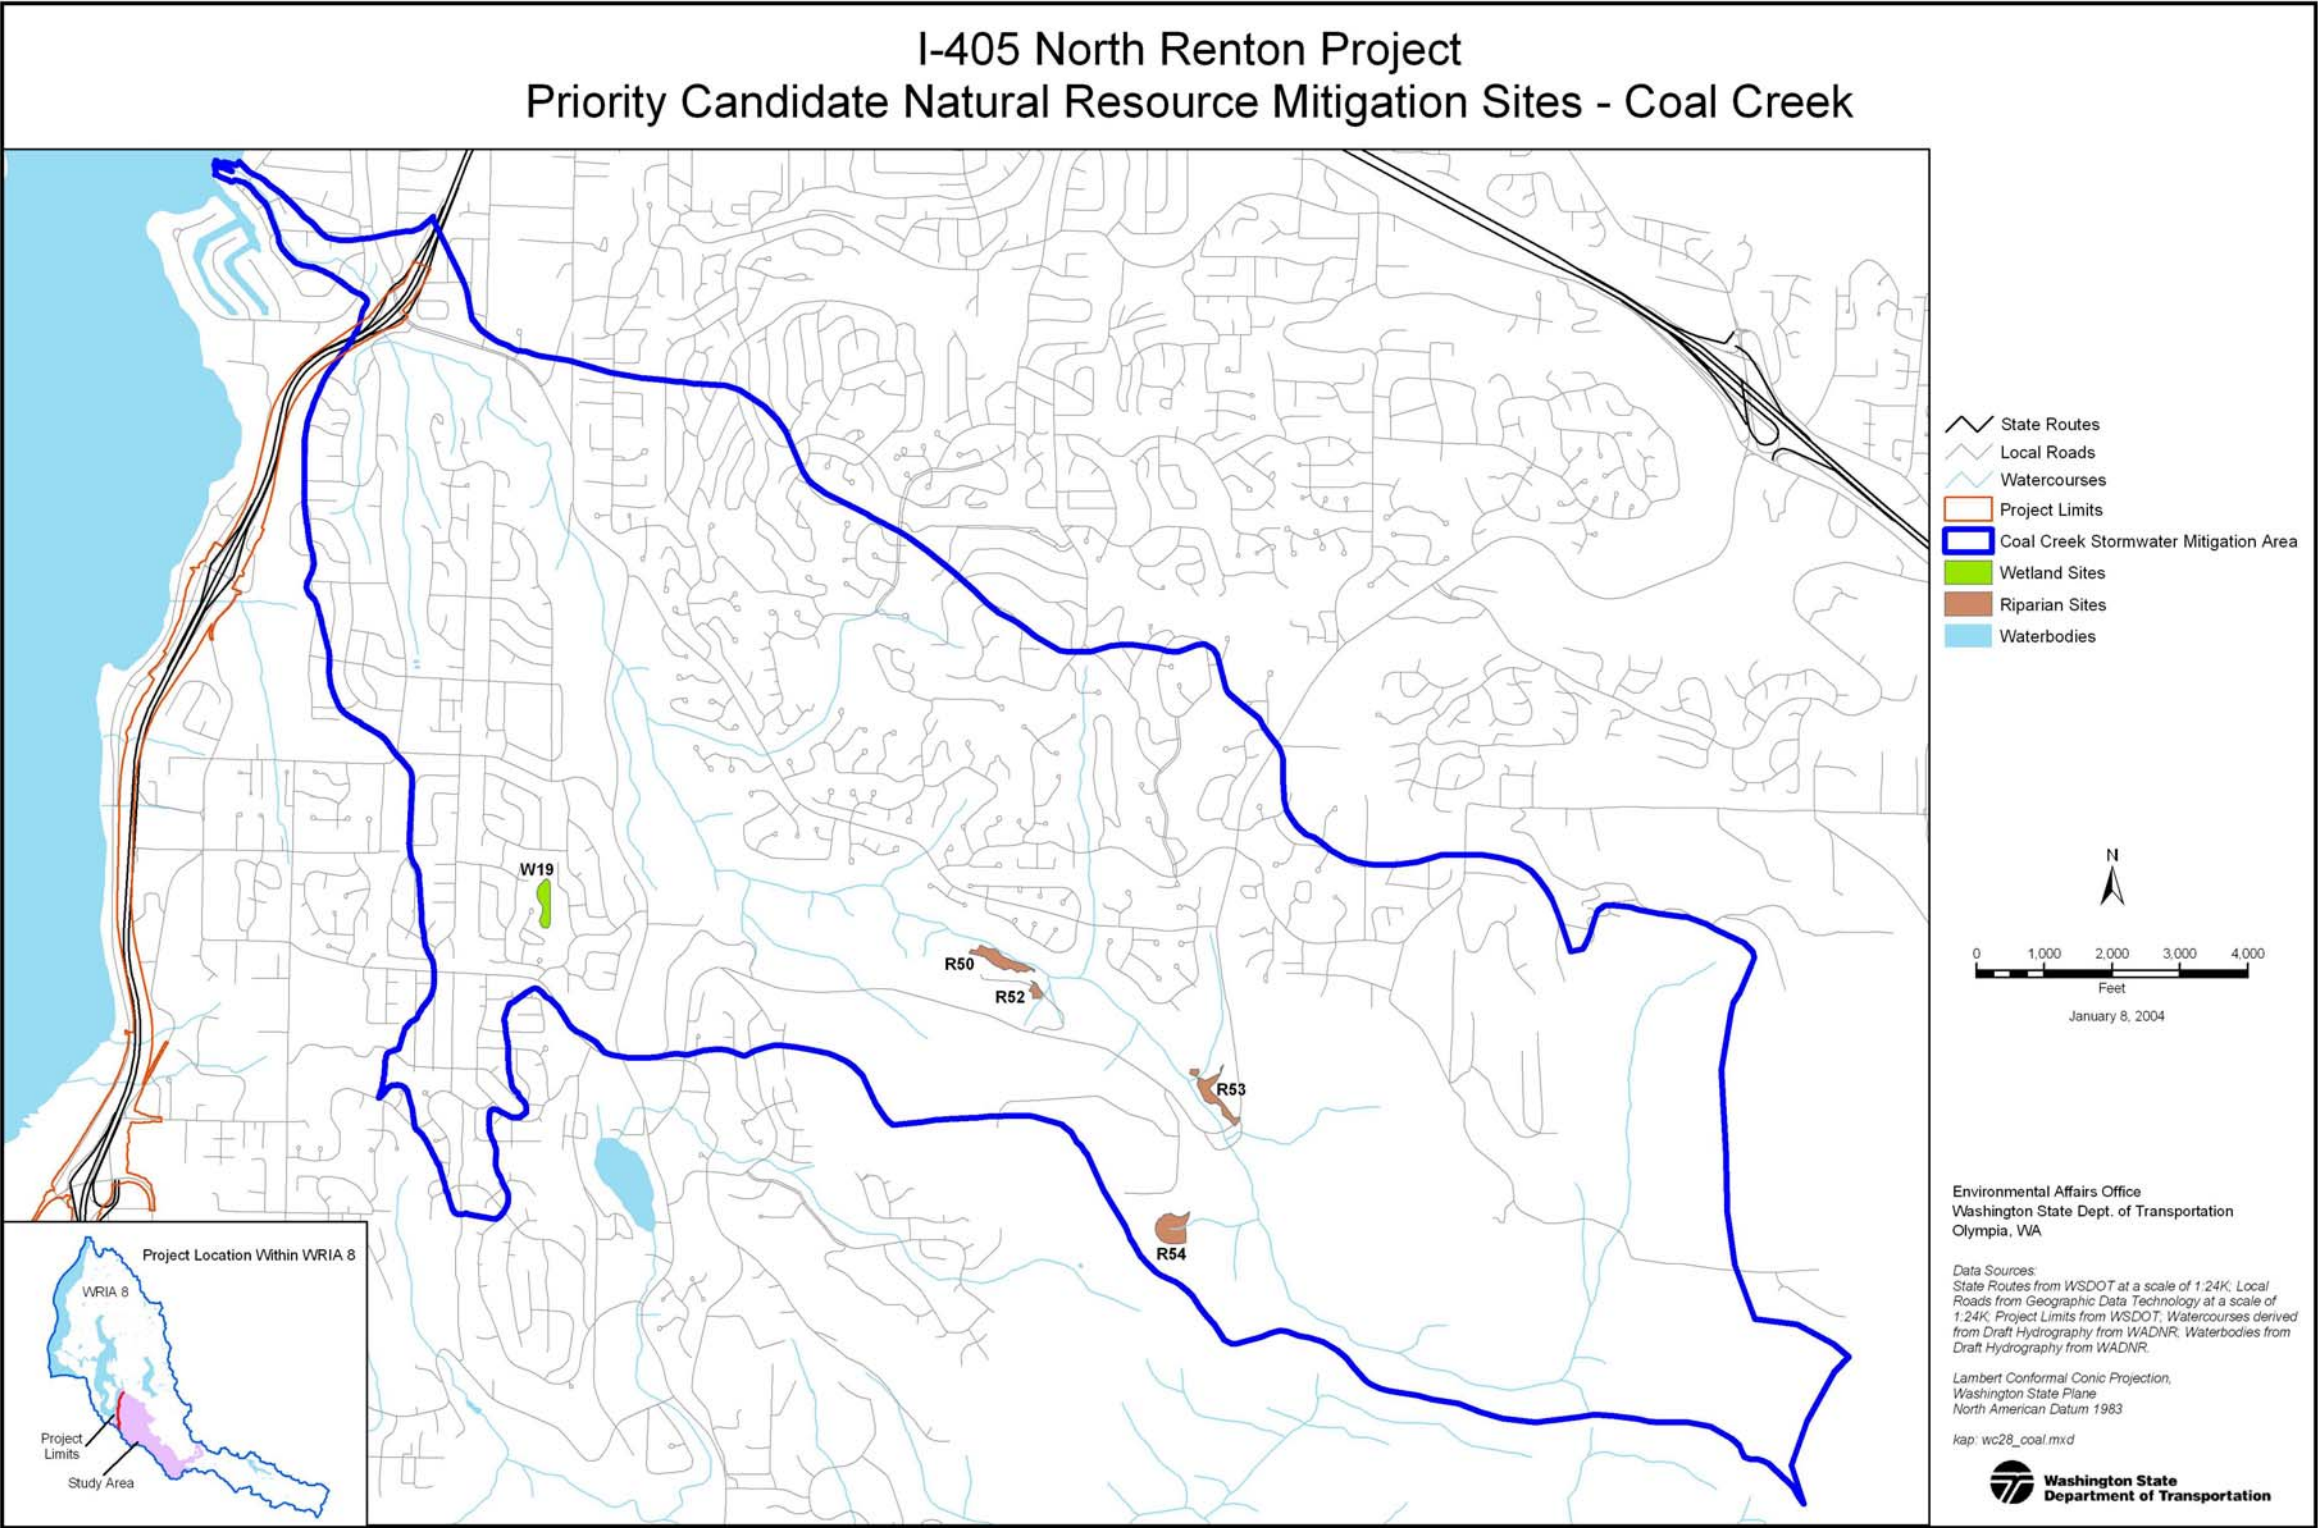 I-405 North Renton Project
Priority Candidate Natural Resource Mitigation Sites - Coal Creek
State Routes
Local Roads
Watercourses
Project Limits
Coal Creek Stormwater Mitigation Area
Wetland Sites
Riparian Sites
Waterbodies
W19
R50
R52
R53
R54
N
0 1,000 2,000 3,000 4,000
Feet
January 8, 2004
Environmental Affairs Office
Washington State Dept. of Transportation
Olympia, WA
Data Sources:
State Routes from WSDOT at a scale of 1:24K; Local
Roads from Geographic Data Technology at a scale of
1:24K; Project Limits from WSDOT; Watercourses derived
from Draft Hydrography from WADNR; Waterbodies from
Draft Hydrography from WADNR.
Lambert Conformal Conic Projection,
Washington State Plane
North American Datum 1983
kap: wc28_coal.mxd
Washington State
Department of Transportation
Project Location Within WRIA 8
WRIA 8
Project
Limits
Study Area